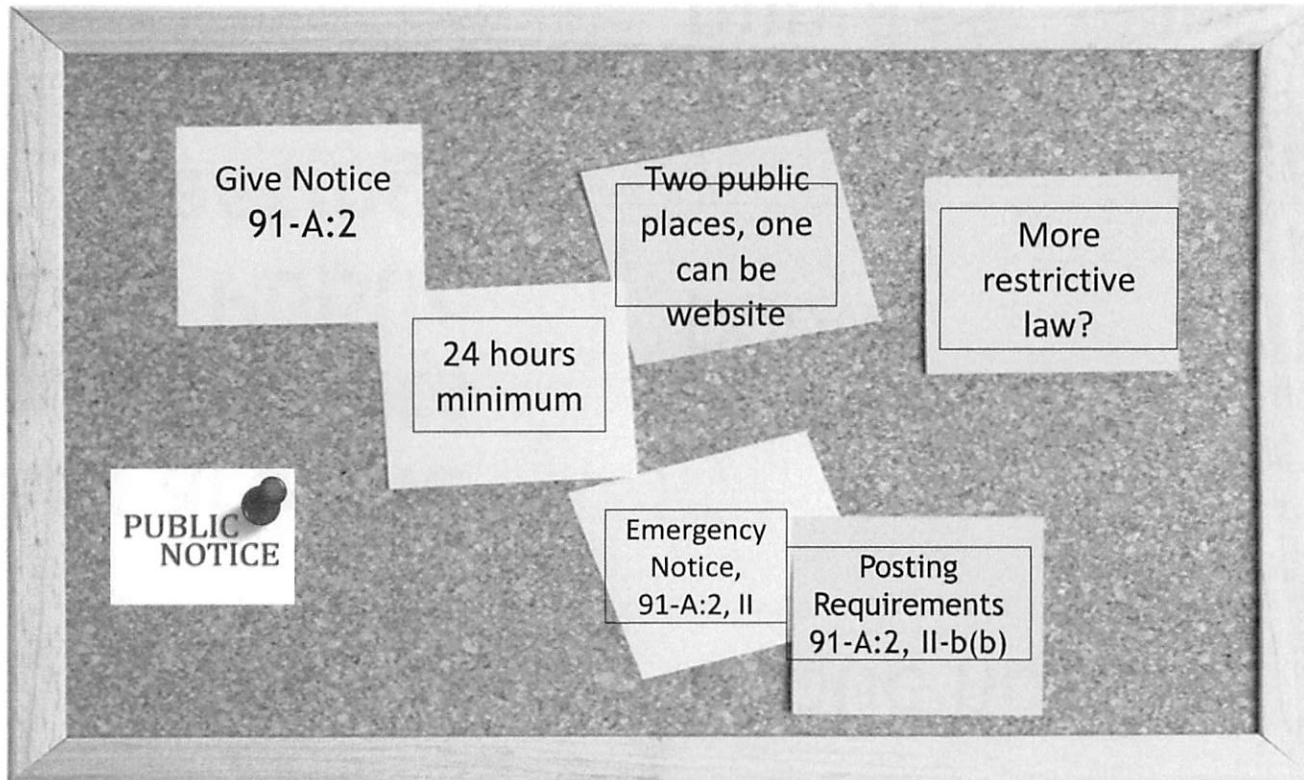 Give Notice
91-A:2
24 hours
minimum
Two public
places, one
can be
website
More
restrictive
law?
PUBLIC
NOTICE
Emergency
Notice,
91-A:2, II
Posting
Requirements
91-A:2, II-b(b)